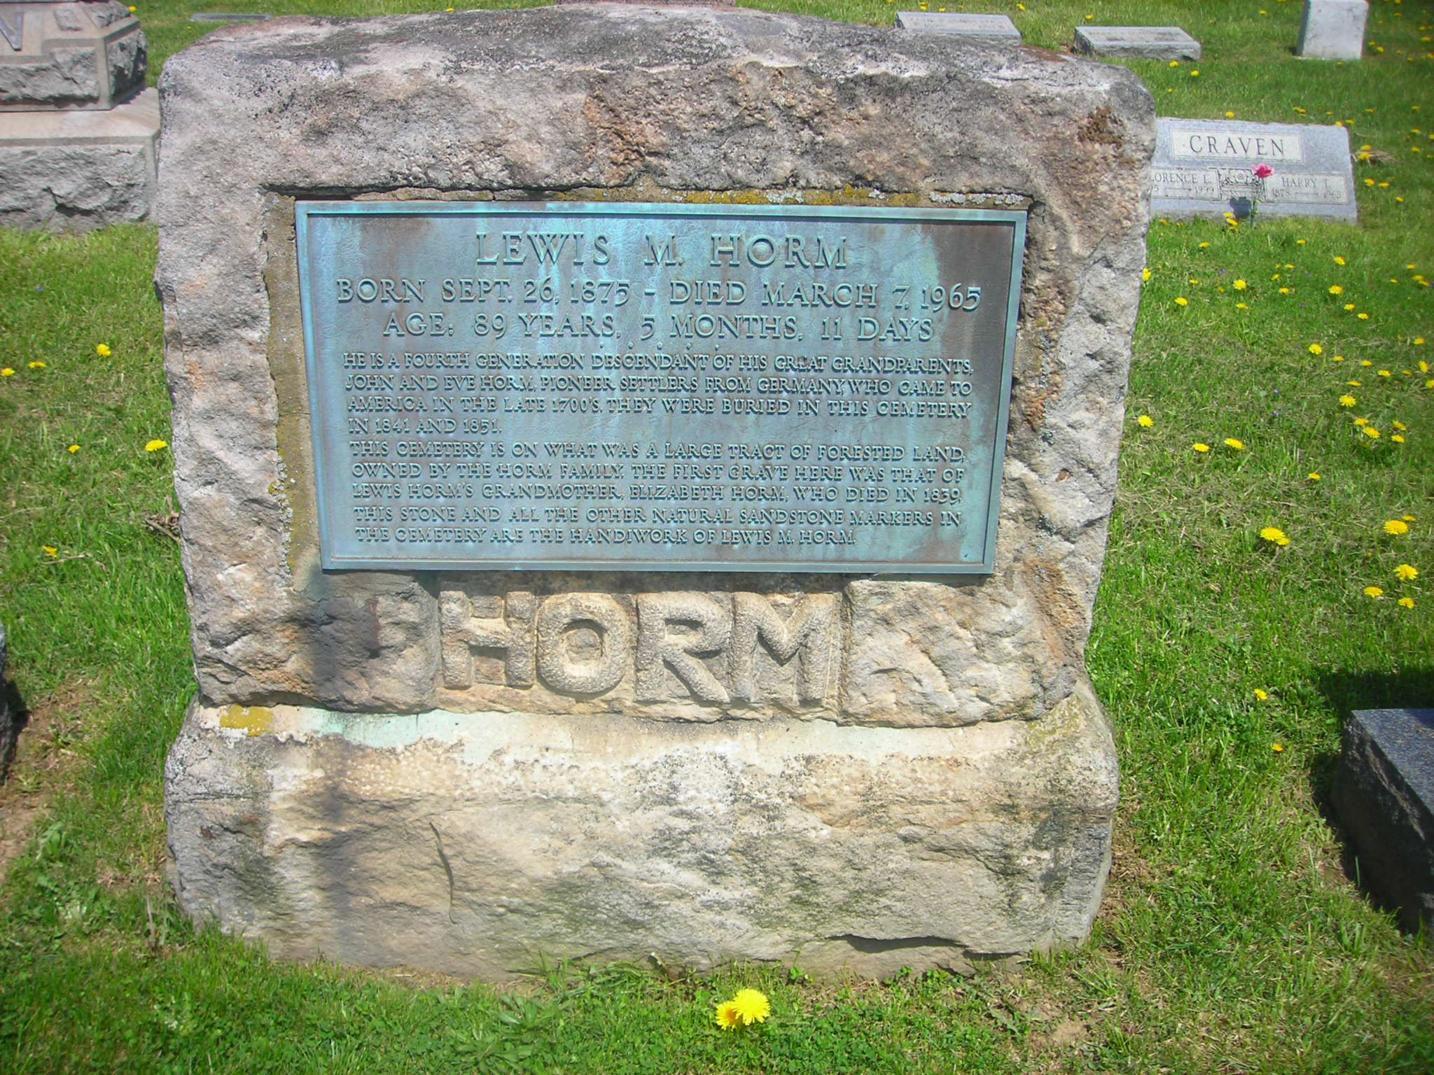 LEWIS M. HORM
BORN SEPT. 26, 1875 - DIED MARCH 7, 1965
AGE: 89 YEARS, 5 MONTHS, 11 DAYS
HE IS A FOURTH GENERATION DESCENDANT OF HIS GREAT GRANDPARENTS,
JOHN AND EVE HORM, PIONEER SETTLERS FROM GERMANY, WHO CAME TO
AMERICA IN THE LATE 1700'S. THEY WERE BURIED IN THIS CEMETERY
IN 1841 AND 1851.
THIS CEMETERY IS ON WHAT WAS A LARGE TRACT OF FORESTED LAND,
OWNED BY THE HORM FAMILY. THE FIRST GRAVE HERE WAS THAT OF
LEWIS HORM'S GRANDMOTHER, ELIZABETH HORM, WHO DIED IN 1839.
THIS STONE AND ALL THE OTHER NATURAL SANDSTONE MARKERS IN
THE CEMETERY ARE THE HANDIWORK OF LEWIS M. HORM.
HORM
CRAVEN
HARRY L.